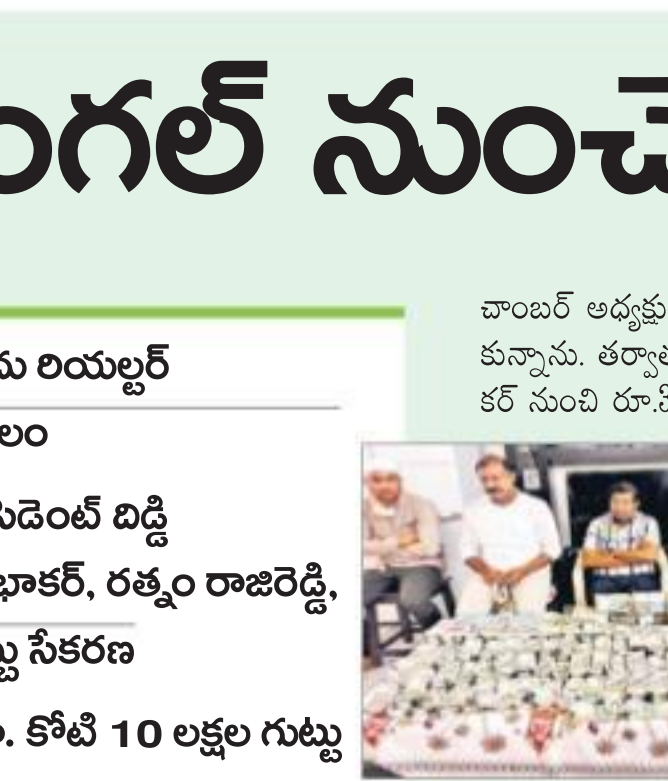 ంగల్ నుంచె
ను రియల్టర్
లం
సిడెంట్ దిడ్డి
భాకర్, రత్నం రాజిరెడ్డి,
బ్బు సేకరణ
. కోటి 10 లక్షల గుట్టు
చాంబర్ అధ్యక్షు
కున్నాను. తర్వాత
కర్ నుంచి రూ.